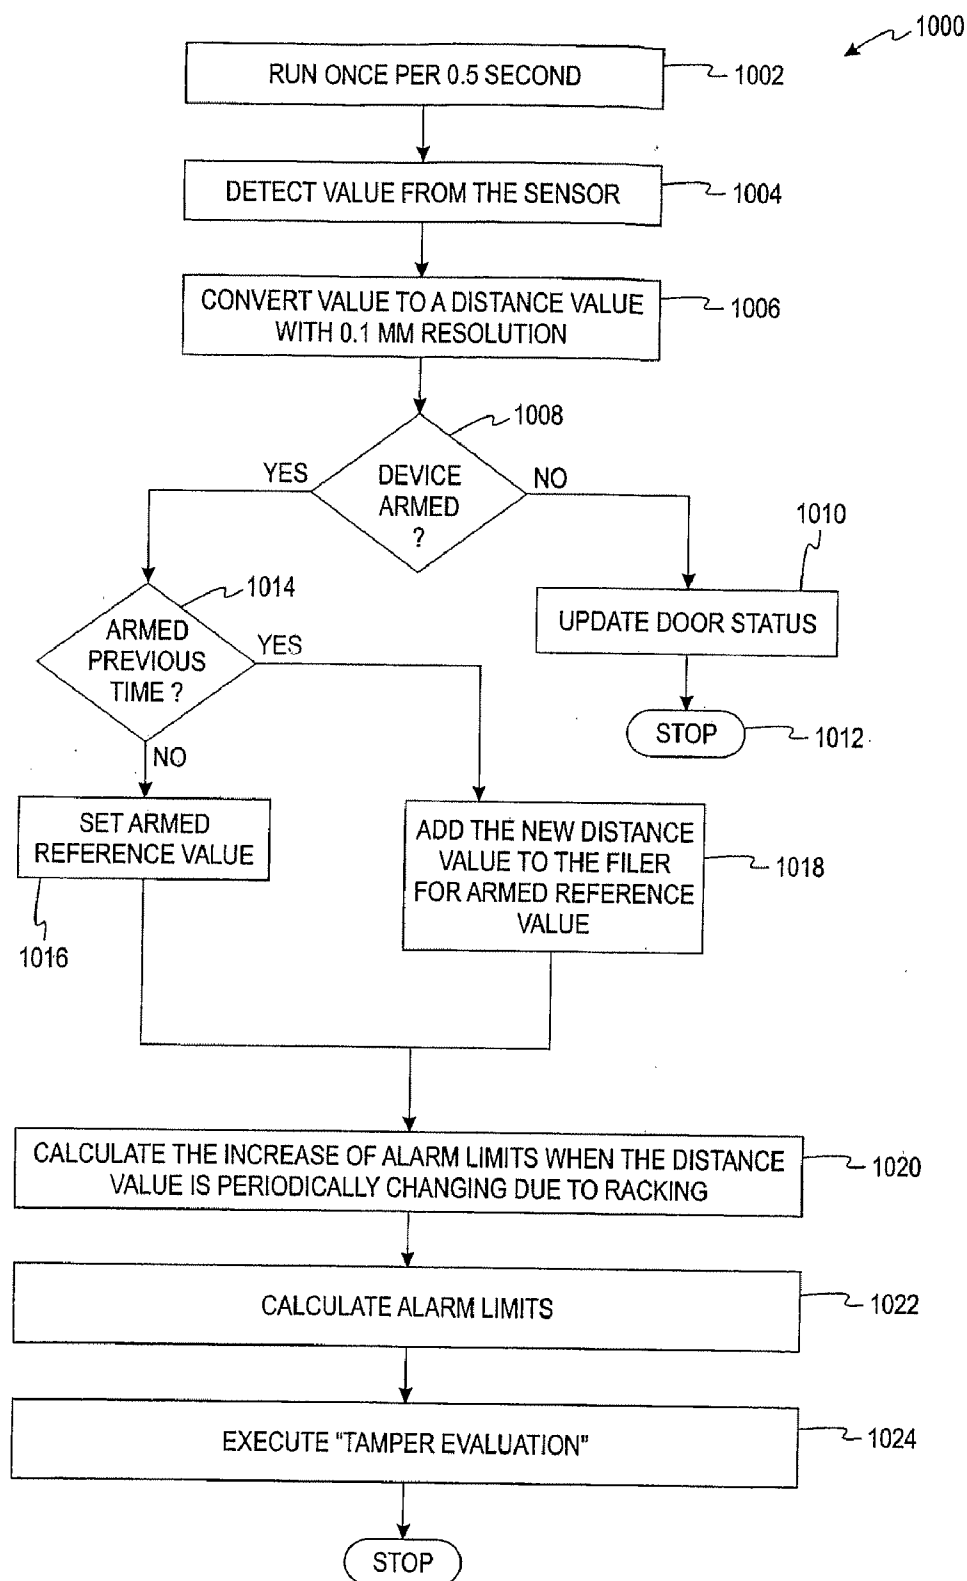 1000
RUN ONCE PER 0.5 SECOND
1002
DETECT VALUE FROM THE SENSOR
1004
CONVERT VALUE TO A DISTANCE VALUE
WITH 0.1 MM RESOLUTION
1006
1008
DEVICE
ARMED
?
YES
NO
1010
UPDATE DOOR STATUS
STOP
1012
1014
ARMED
PREVIOUS
TIME ?
YES
NO
SET ARMED
REFERENCE VALUE
1016
ADD THE NEW DISTANCE
VALUE TO THE FILER
FOR ARMED REFERENCE
VALUE
1018
CALCULATE THE INCREASE OF ALARM LIMITS WHEN THE DISTANCE
VALUE IS PERIODICALLY CHANGING DUE TO RACKING
1020
CALCULATE ALARM LIMITS
1022
EXECUTE "TAMPER EVALUATION"
1024
STOP